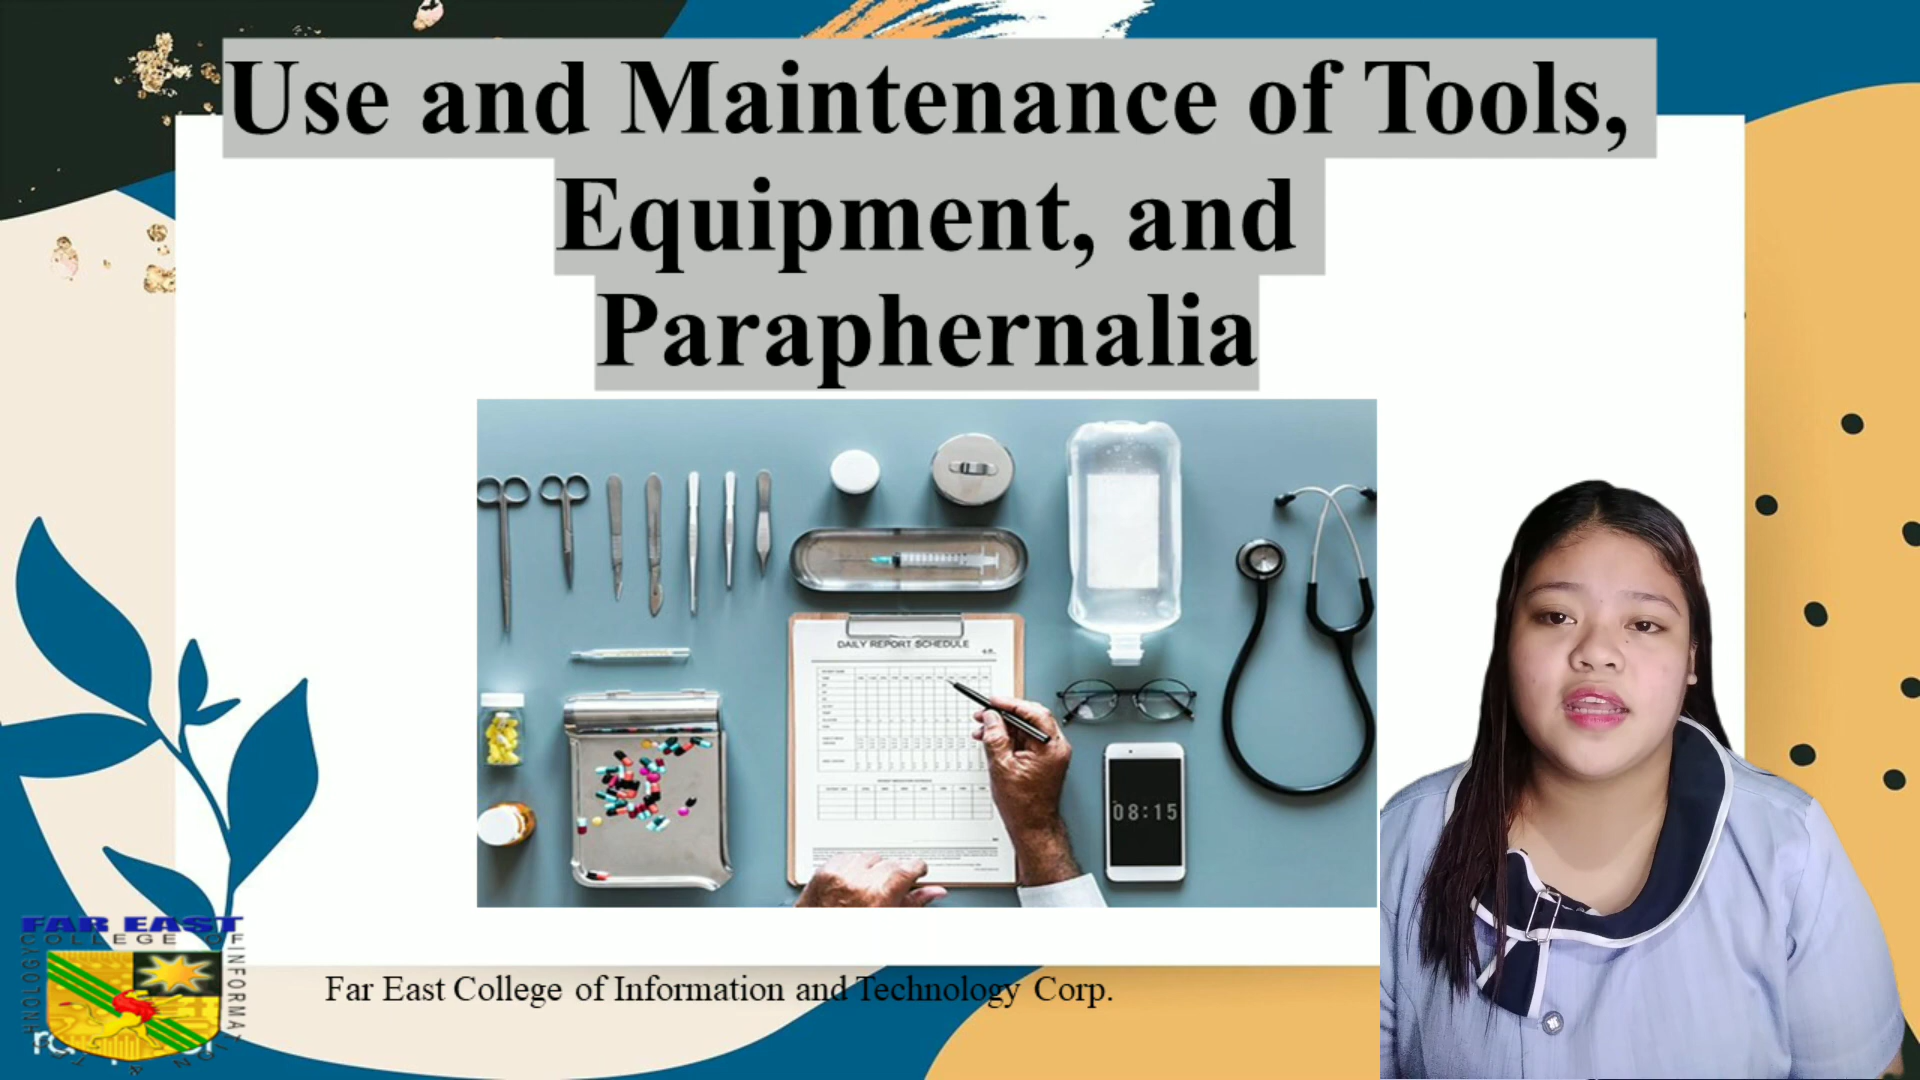 Use and Maintenance of Tools,
Equipment, and
Paraphernalia
DAILY REPORT SCHEDULE
08:15
FAR EAST
COLLEGE OF
INFORMATION &
Far East College of Information and Technology Corp.